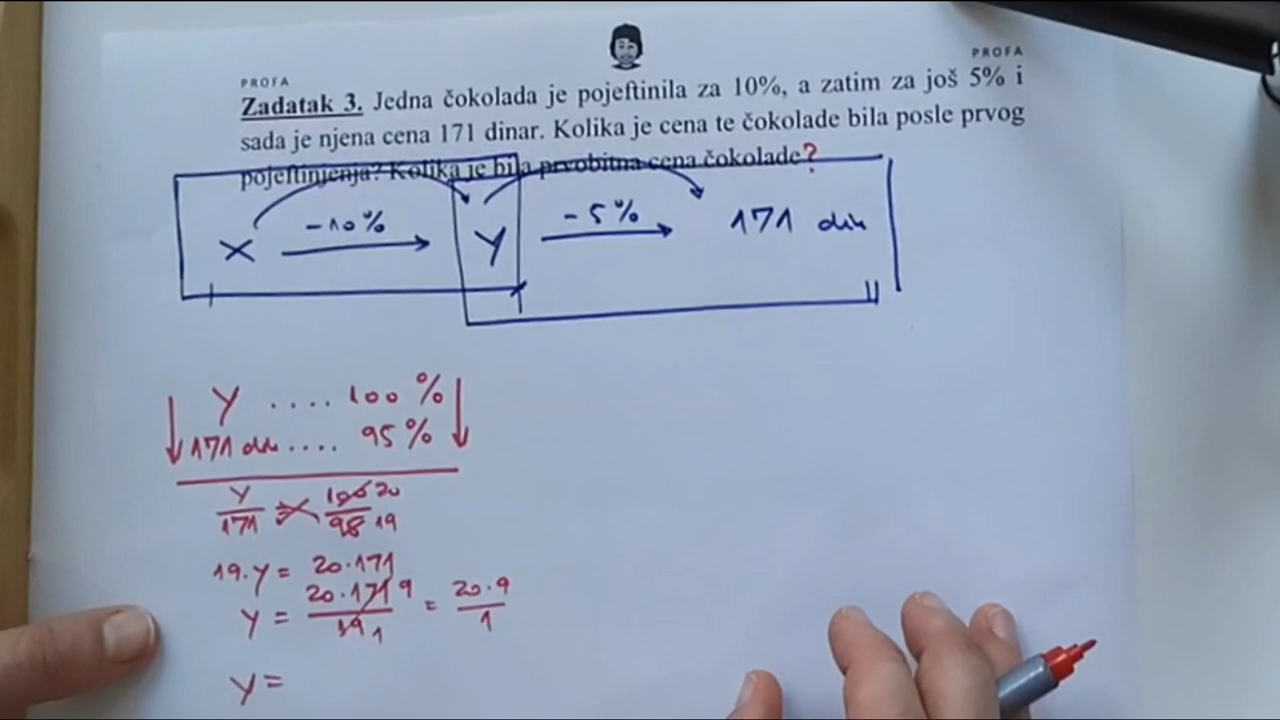 PROFA
PROFA
Zadatak 3. Jedna čokolada je pojeftinila za 10%, a zatim za još 5% i
sada je njena cena 171 dinar. Kolika je cena te čokolade bila posle prvog
pojeftinjenja? Kolika je bila prvobitna cena čokolade?
X -10% Y -5% 171 din
Y .... 100 %
171 din .... 95 %
Y/171 = 100/95 20/19
19·Y = 20·171
Y = 20·171 9/19 1 = 20·9/1
Y =